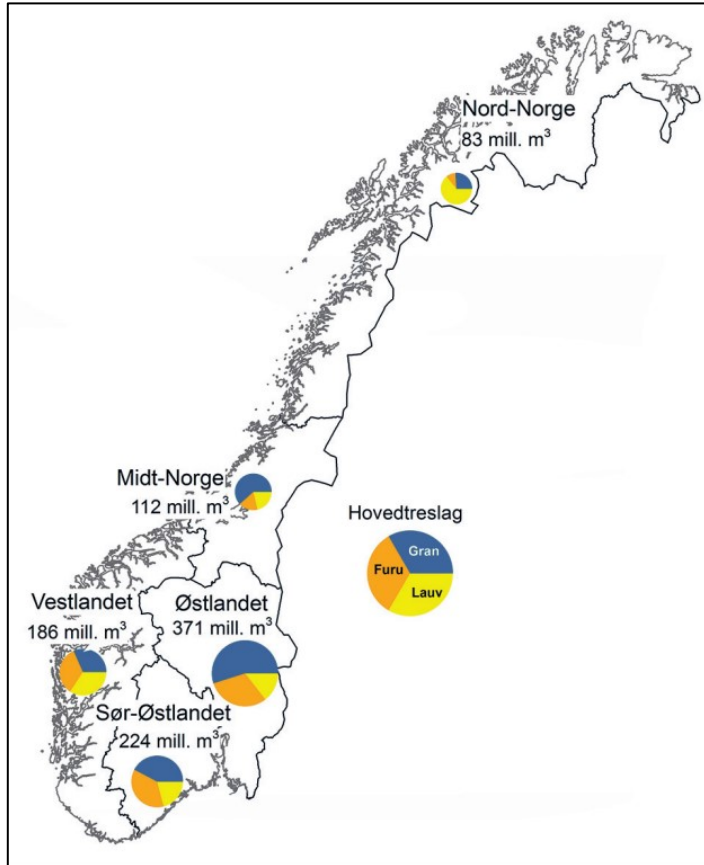 Nord-Norge
83 mill. m³
Midt-Norge
112 mill. m³
Hovedtreslag
Gran
Furu
Lauv
Vestlandet
186 mill. m³
Østlandet
371 mill. m³
Sør-Østlandet
224 mill. m³